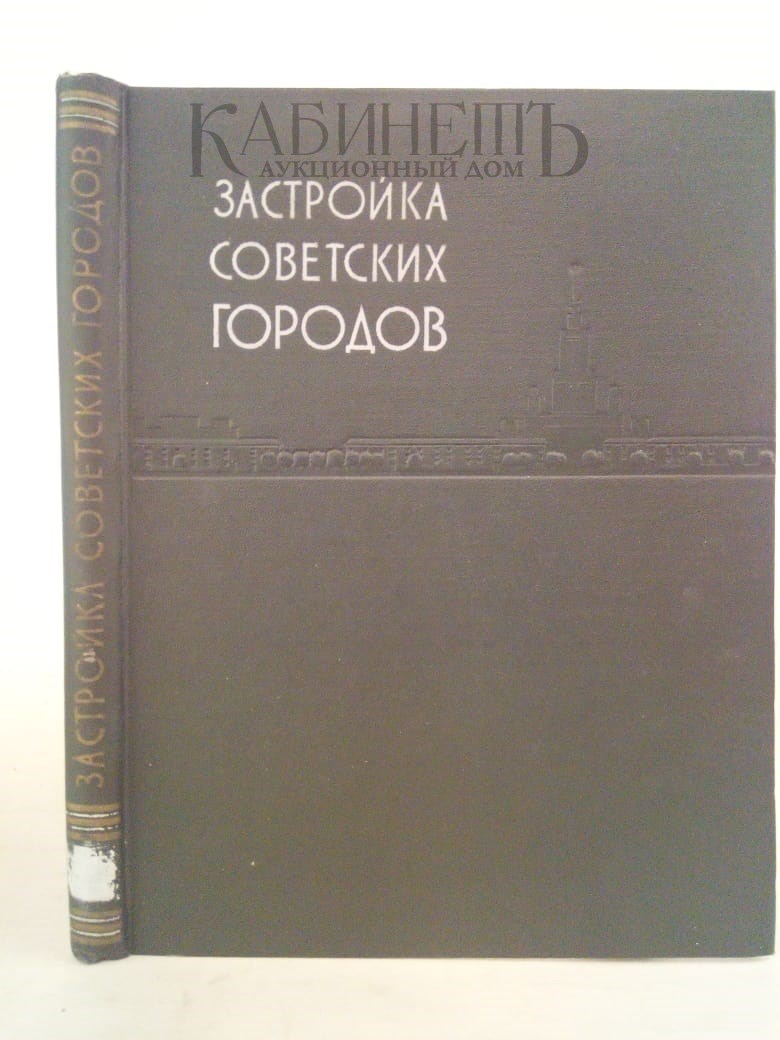 КАБИНЕТЪ
АУКЦИОННЫЙ ДОМ
ЗАСТРОЙКА
СОВЕТСКИХ
ГОРОДОВ
ЗАСТРОЙКА СОВЕТСКИХ ГОРОДОВ